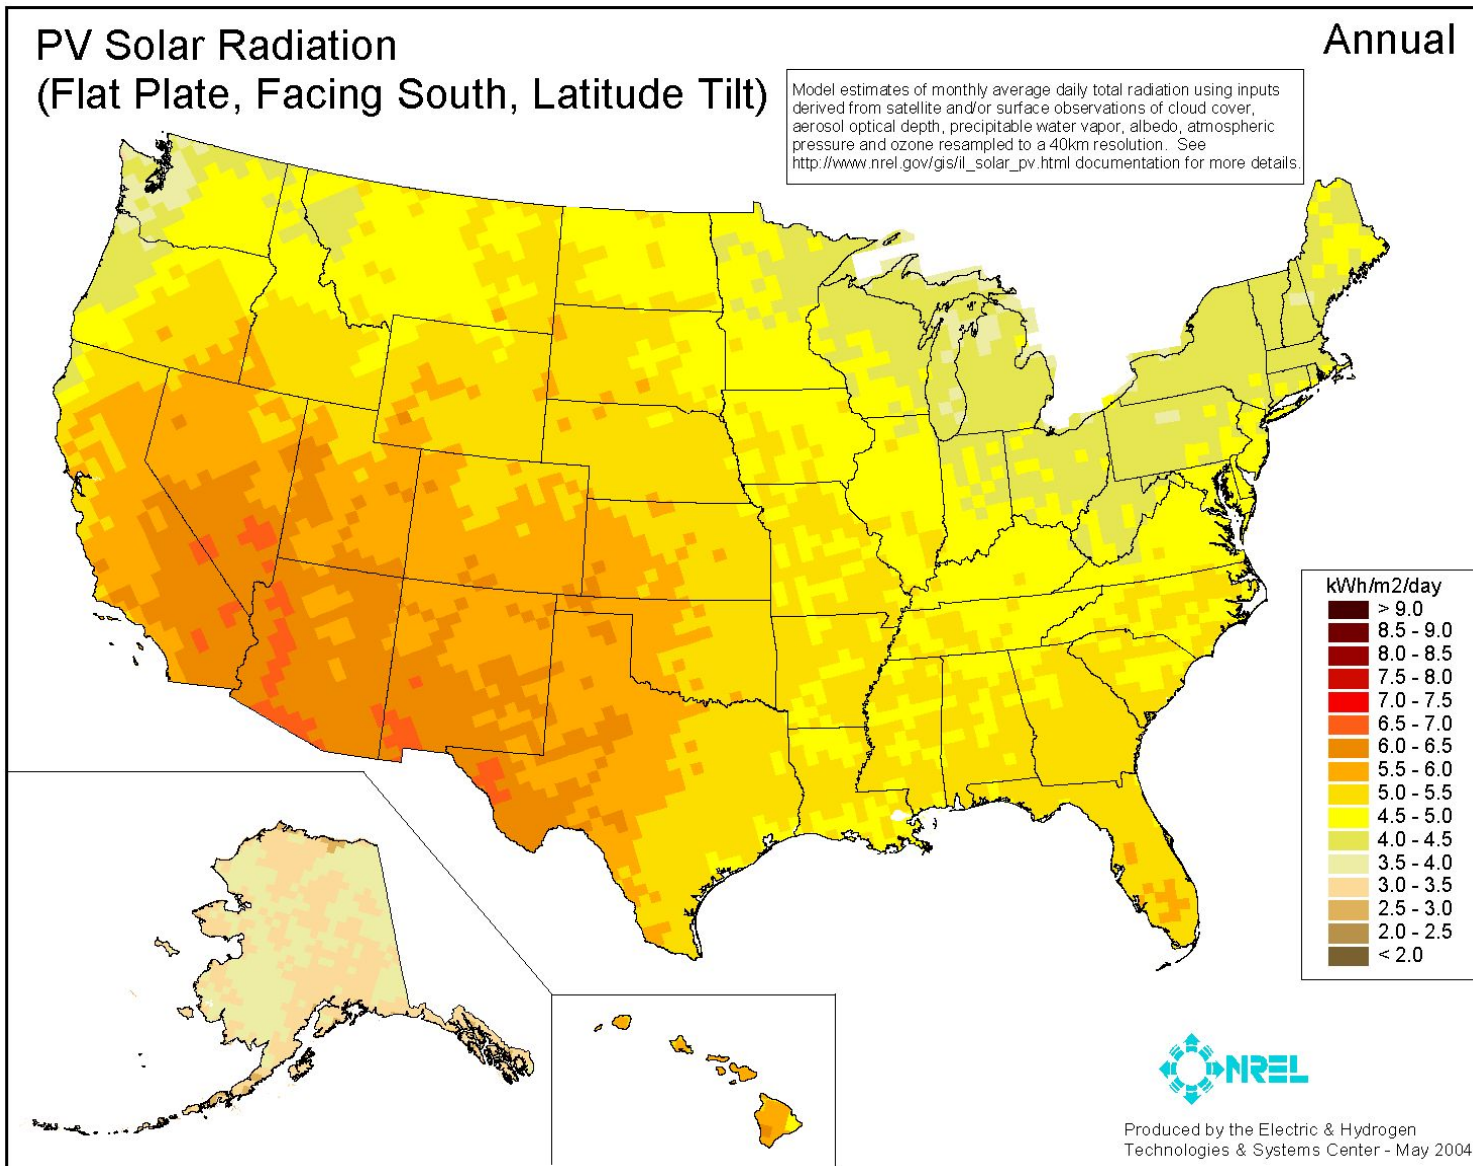 PV Solar Radiation
(Flat Plate, Facing South, Latitude Tilt)
Annual
Model estimates of monthly average daily total radiation using inputs
derived from satellite and/or surface observations of cloud cover,
aerosol optical depth, precipitable water vapor, albedo, atmospheric
pressure and ozone resampled to a 40km resolution. See
http://www.nrel.gov/gis/il_solar_pv.html documentation for more details.
kWh/m2/day
> 9.0
8.5 - 9.0
8.0 - 8.5
7.5 - 8.0
7.0 - 7.5
6.5 - 7.0
6.0 - 6.5
5.5 - 6.0
5.0 - 5.5
4.5 - 5.0
4.0 - 4.5
3.5 - 4.0
3.0 - 3.5
2.5 - 3.0
2.0 - 2.5
< 2.0
NREL
Produced by the Electric & Hydrogen
Technologies & Systems Center - May 2004